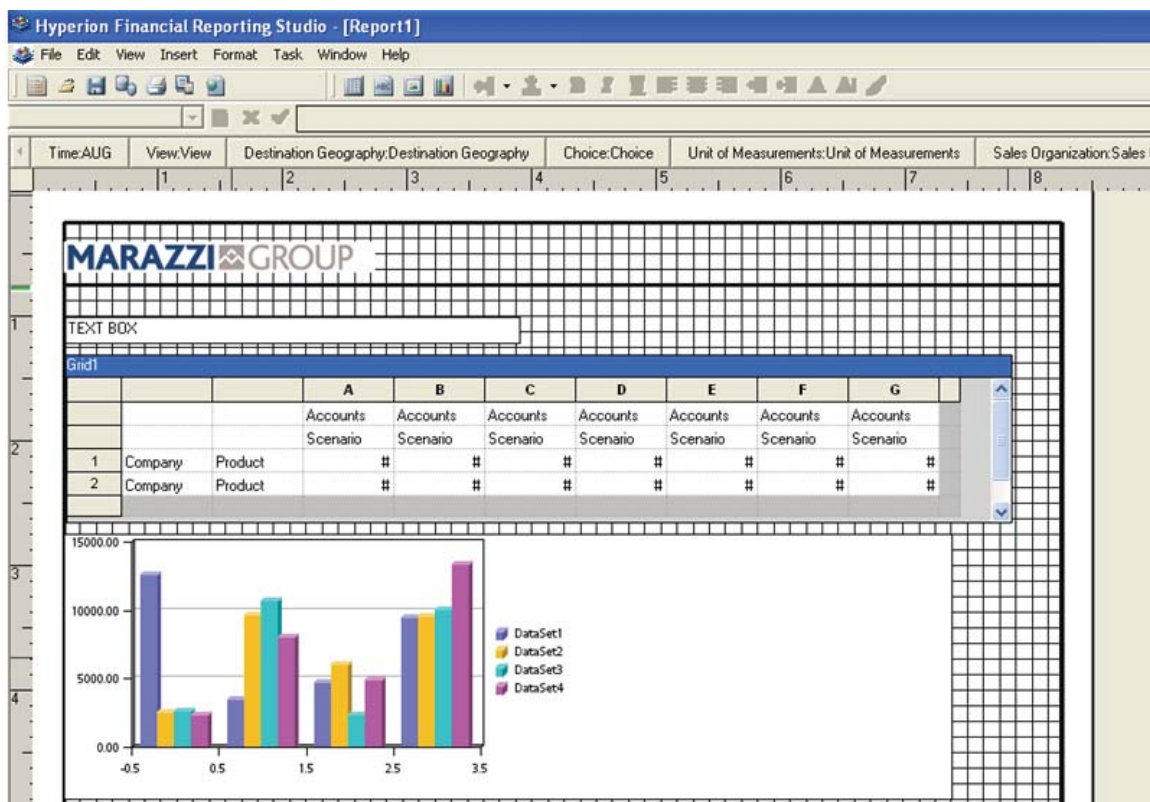 Hyperion Financial Reporting Studio - [Report1]
File Edit View Insert Format Task Window Help
Time:AUG View:View Destination Geography:Destination Geography Choice:Choice Unit of Measurements:Unit of Measurements Sales Organization:Sales
1 2 3 4 5 6 7 8
MARAZZI GROUP
1
TEXT BOX
Grid1
A B C D E F G
Accounts Accounts Accounts Accounts Accounts Accounts Accounts
2
Scenario Scenario Scenario Scenario Scenario Scenario Scenario
1 Company Product # # # # # # #
2 Company Product # # # # # # #
15000.00
3
10000.00
DataSet1
DataSet2
DataSet3
5000.00
DataSet4
4
0.00
-0.5 0.5 1.5 2.5 3.5